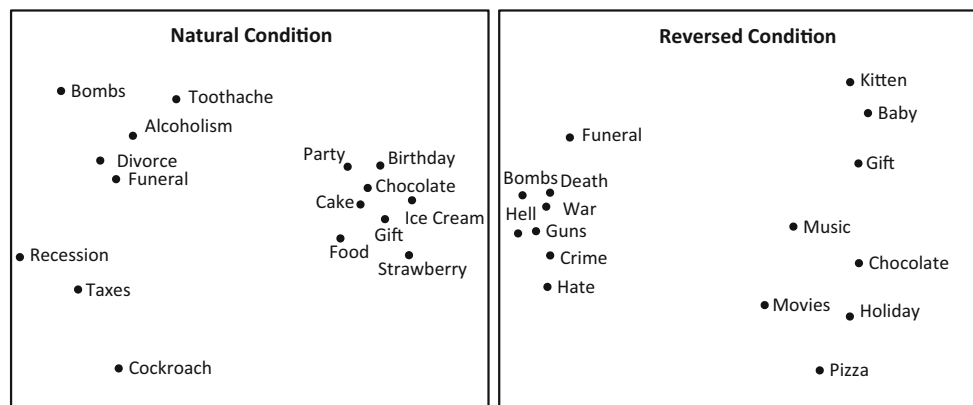 Natural Condition
Bombs
Toothache
Alcoholism
Divorce
Funeral
Party
Birthday
Chocolate
Cake
Ice Cream
Gift
Food
Strawberry
Recession
Taxes
Cockroach
Reversed Condition
Kitten
Baby
Funeral
Gift
Bombs
Death
War
Hell
Guns
Music
Crime
Chocolate
Hate
Movies
Holiday
Pizza